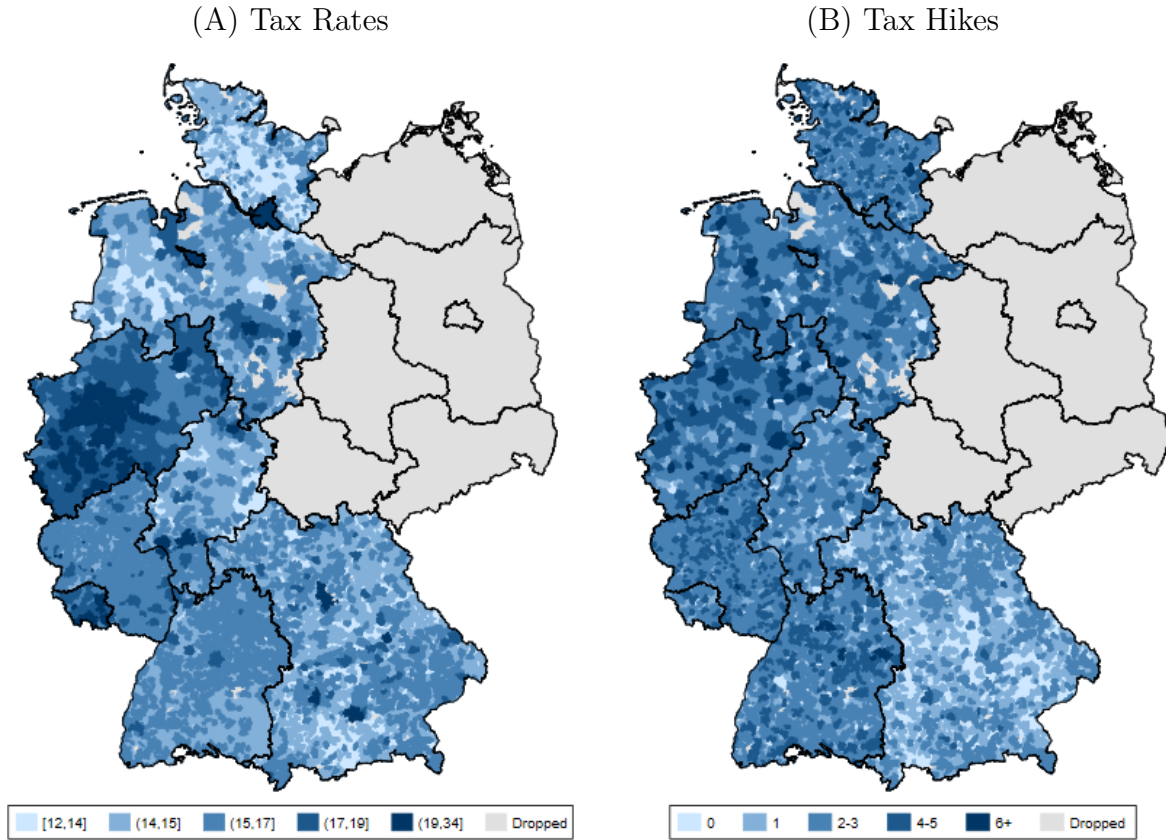 (A) Tax Rates
(B) Tax Hikes
[12,14] (14,15] (15,17] (17,19] (19,34] Dropped
0 1 2-3 4-5 6+ Dropped